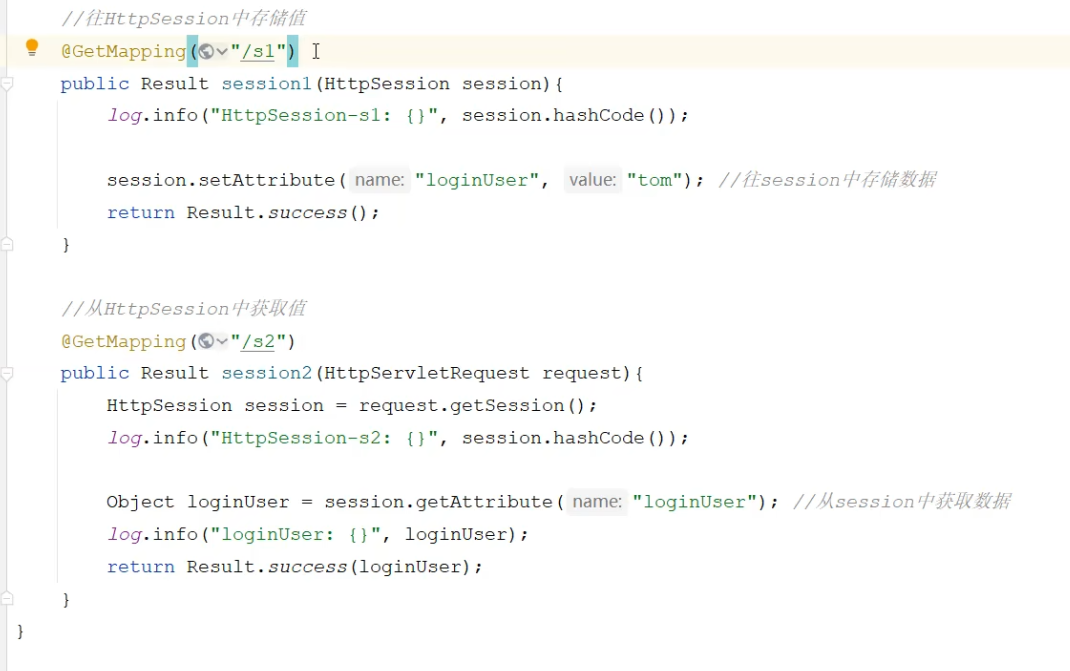 //往HttpSession中存储值
@GetMapping("/s1")
public Result session1(HttpSession session){
log.info("HttpSession-s1: {}", session.hashCode());
session.setAttribute( name: "loginUser", value: "tom"); //往session中存储数据
return Result.success();
}
//从HttpSession中获取值
@GetMapping("/s2")
public Result session2(HttpServletRequest request){
HttpSession session = request.getSession();
log.info("HttpSession-s2: {}", session.hashCode());
Object loginUser = session.getAttribute( name: "loginUser"); //从session中获取数据
log.info("loginUser: {}", loginUser);
return Result.success(loginUser);
}
}